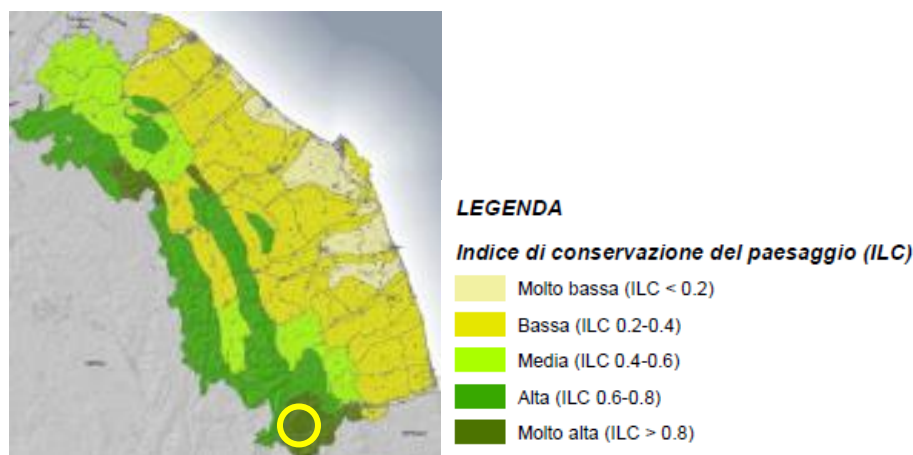 LEGENDA
Indice di conservazione del paesaggio (ILC)
Molto bassa (ILC < 0.2)
Bassa (ILC 0.2-0.4)
Media (ILC 0.4-0.6)
Alta (ILC 0.6-0.8)
Molto alta (ILC > 0.8)